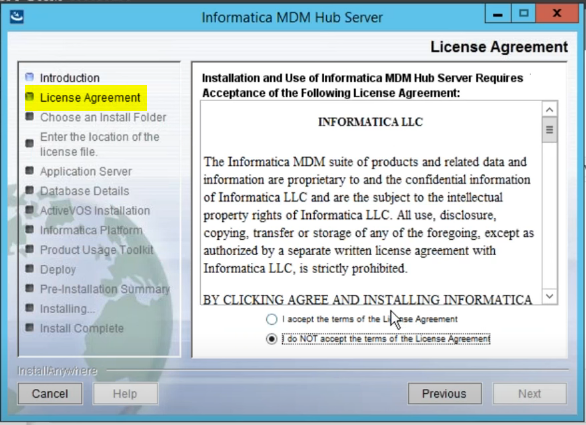 Informatica MDM Hub Server
License Agreement
Introduction
License Agreement
Choose an Install Folder
Enter the location of the
license file.
Application Server
Database Details
ActiveVOS Installation
Informatica Platform
Product Usage Toolkit
Deploy
Pre-Installation Summary
Installing...
Install Complete
Installation and Use of Informatica MDM Hub Server Requires
Acceptance of the Following License Agreement:
INFORMATICA LLC
The Informatica MDM suite of products and related data and
information are proprietary to and the confidential information
of Informatica LLC and are the subject to the intellectual
property rights of Informatica LLC. All use, disclosure,
copying, transfer or storage of any of the foregoing, except as
authorized by a separate written license agreement with
Informatica LLC, is strictly prohibited.
BY CLICKING AGREE AND INSTALLING INFORMATICA
I accept the terms of the License Agreement
I do NOT accept the terms of the License Agreement
InstallAnywhere
Cancel
Help
Previous
Next